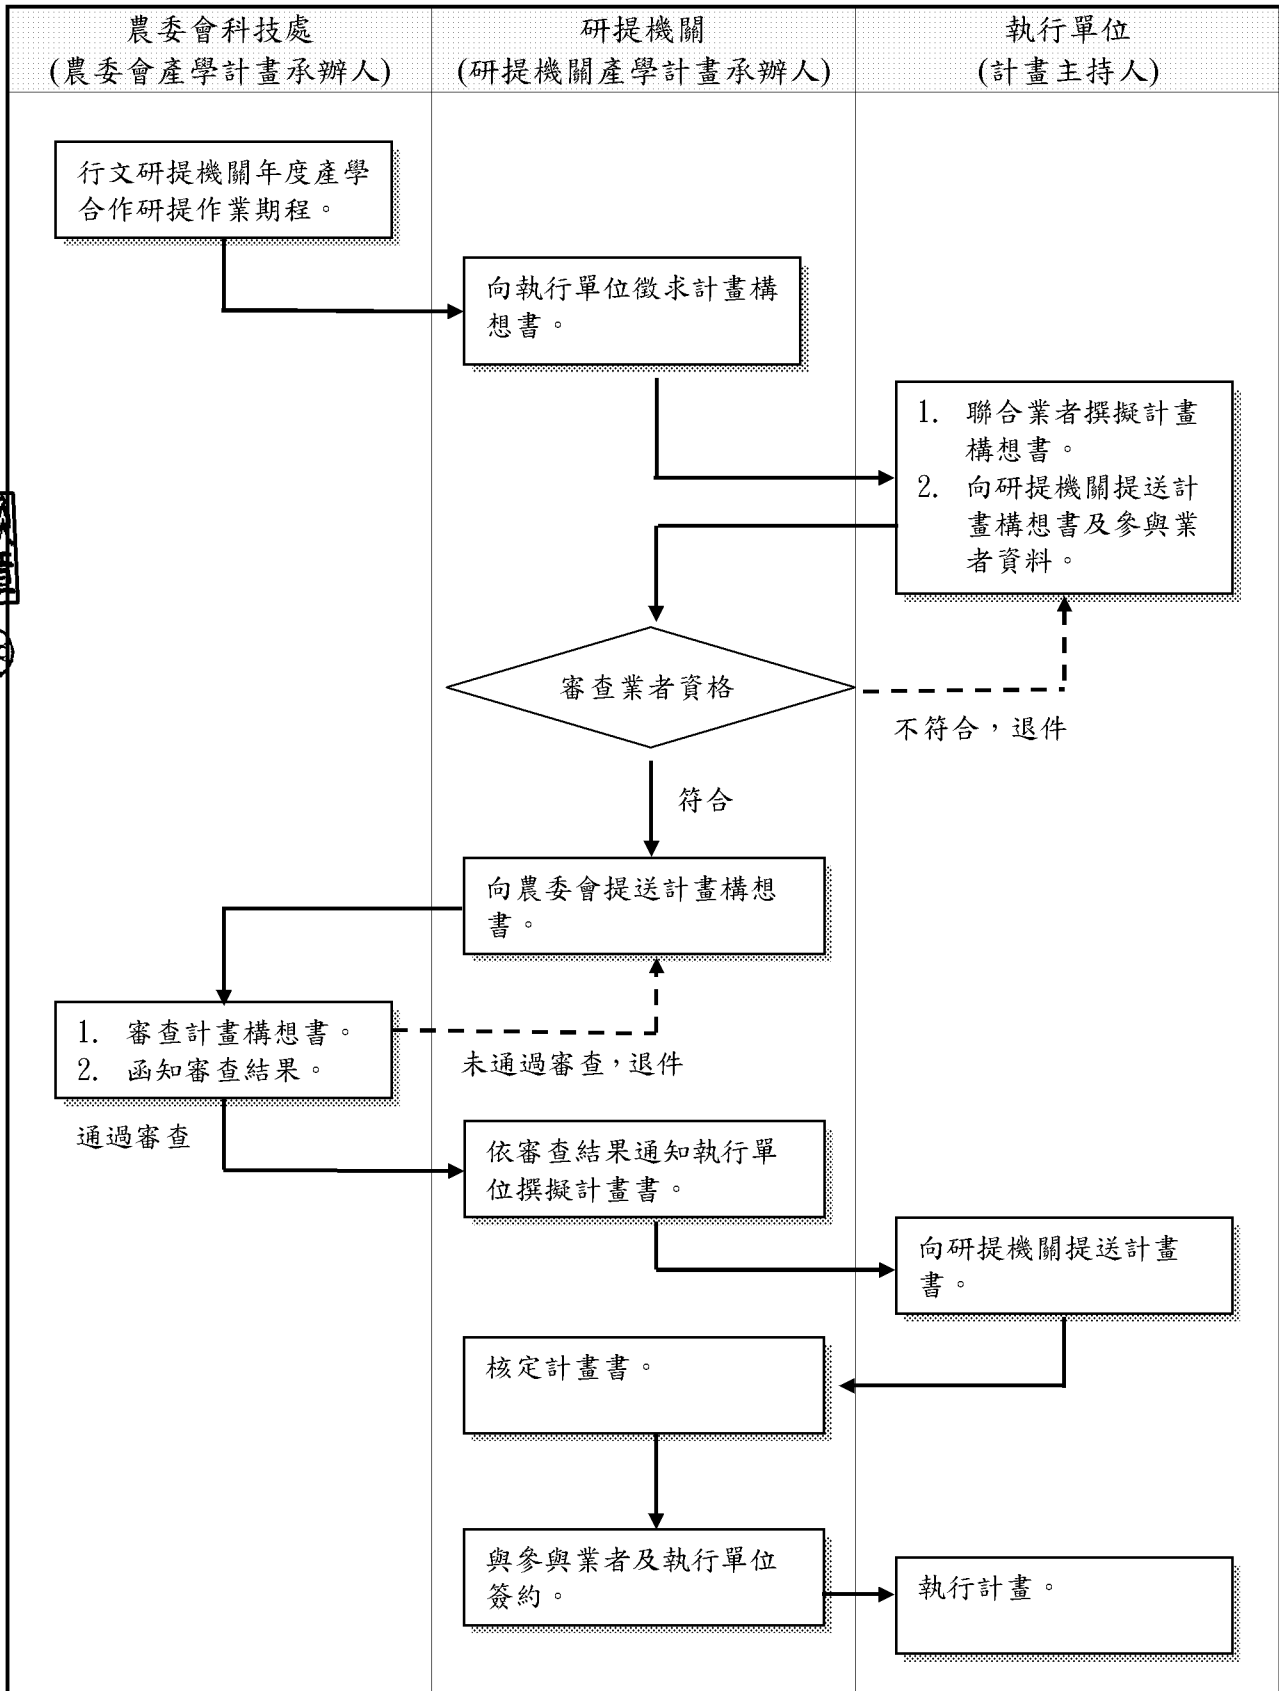 農委會科技處
(農委會產學計畫承辦人)
研提機關
(研提機關產學計畫承辦人)
執行單位
(計畫主持人)
行文研提機關年度產學
合作研提作業期程。
向執行單位徵求計畫構
想書。
1. 聯合業者撰擬計畫
構想書。
2. 向研提機關提送計
畫構想書及參與業
者資料。
審查業者資格
不符合，退件
符合
向農委會提送計畫構想
書。
1. 審查計畫構想書。
2. 函知審查結果。
未通過審查，退件
通過審查
依審查結果通知執行單
位撰擬計畫書。
向研提機關提送計畫
書。
核定計畫書。
與參與業者及執行單位
簽約。
執行計畫。